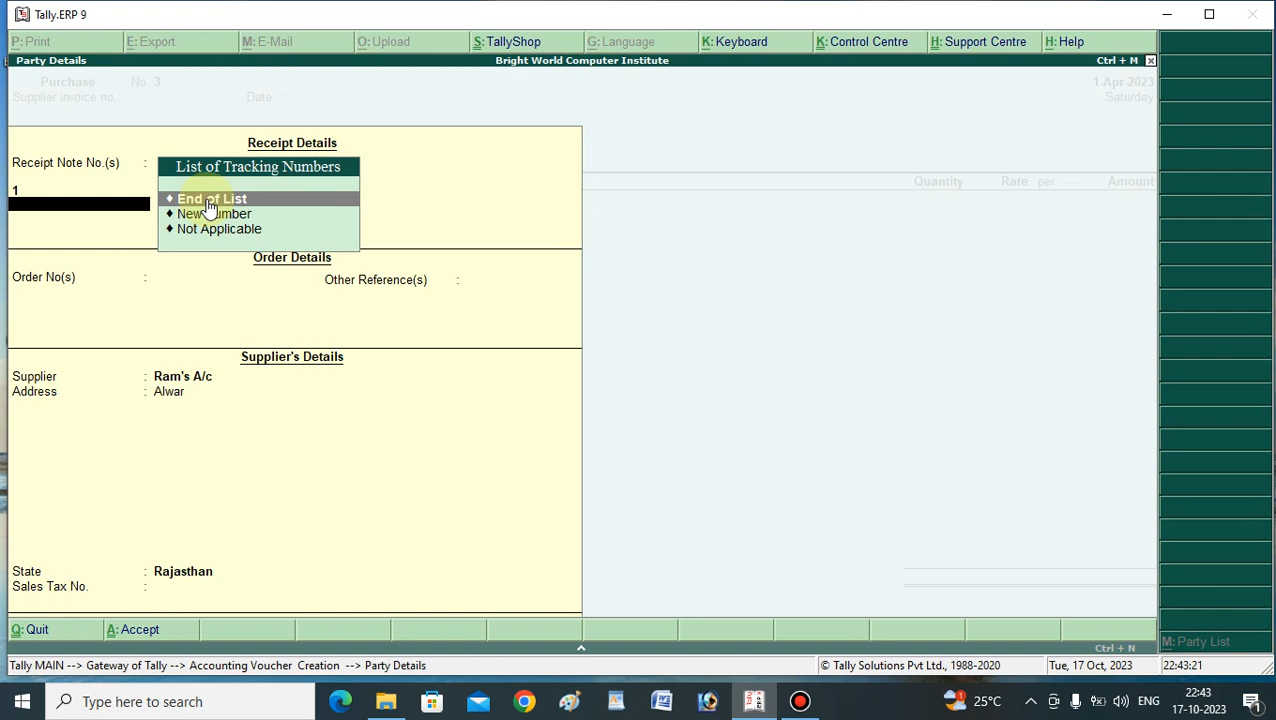 Tally.ERP 9
P: Print
E: Export
M: E-Mail
O: Upload
S: TallyShop
G: Language
K: Keyboard
K: Control Centre
H: Support Centre
H: Help
Party Details
Bright World Computer Institute
Ctrl + M
Purchase No. 3
1-Apr-2023
Supplier invoice no.: Date :
Saturday
Receipt Details
Receipt Note No.(s) :
List of Tracking Numbers
1
♦ End of List
♦ New Number
♦ Not Applicable
Quantity Rate per Amount
Order Details
Order No(s) :
Other Reference(s) :
Supplier's Details
Supplier : Ram's A/c
Address : Alwar
State : Rajasthan
Sales Tax No. :
Q: Quit
A: Accept
M: Party List
Ctrl + N
Tally MAIN --> Gateway of Tally --> Accounting Voucher Creation --> Party Details
© Tally Solutions Pvt Ltd., 1988-2020
Tue, 17 Oct, 2023
22:43:21
Type here to search
25°C
ENG
22:43
17-10-2023
1